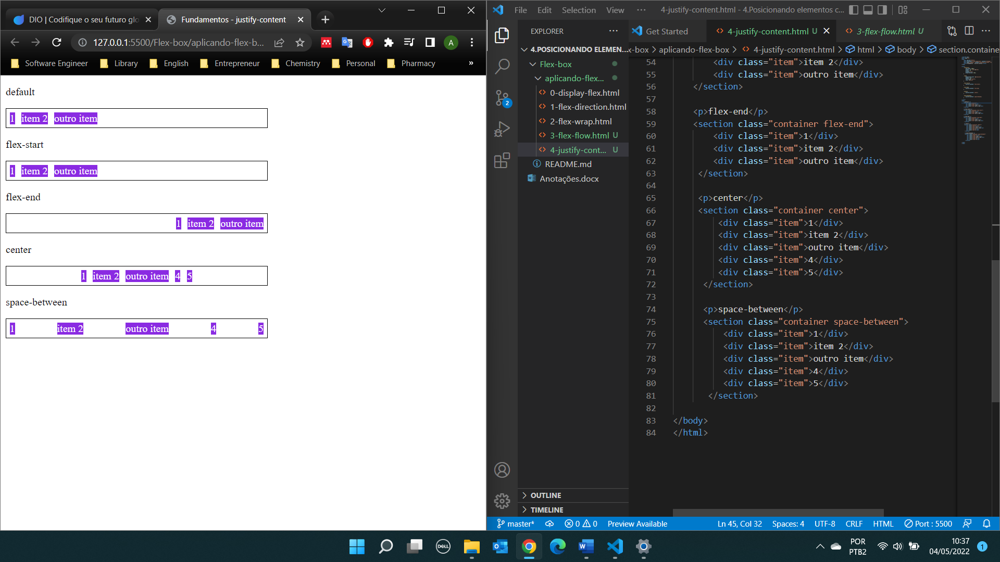 DIO | Codifique o seu futuro glo
Fundamentos - justify-content
127.0.0.1:5500/Flex-box/aplicando-flex-b...
A
Software Engineer
Library
English
Entrepreneur
Chemistry
Personal
Pharmacy
»
default
1 item 2 outro item
flex-start
1 item 2 outro item
flex-end
1 item 2 outro item
center
1 item 2 outro item 4 5
space-between
1 item 2 outro item 4 5
File Edit Selection View ···
4-justify-content.html - 4.Posicionando elementos c...
EXPLORER
4.POSICIONANDO ELEMEN...
Flex-box
aplicando-flex...
0-display-flex.html
1-flex-direction.html
2-flex-wrap.html
3-flex-flow.html U
4-justify-cont... U
README.md
Anotações.docx
OUTLINE
TIMELINE
2
Get Started
4-justify-content.html U
3-flex-flow.html U
x-box > aplicando-flex-box > 4-justify-content.html > html > body > section.containe
54 <div class="item">item 2</div>
55 <div class="item">outro item</div>
56 </section>
57
58 <p>flex-end</p>
59 <section class="container flex-end">
60 <div class="item">1</div>
61 <div class="item">item 2</div>
62 <div class="item">outro item</div>
63 </section>
64
65 <p>center</p>
66 <section class="container center">
67 <div class="item">1</div>
68 <div class="item">item 2</div>
69 <div class="item">outro item</div>
70 <div class="item">4</div>
71 <div class="item">5</div>
72 </section>
73
74 <p>space-between</p>
75 <section class="container space-between">
76 <div class="item">1</div>
77 <div class="item">item 2</div>
78 <div class="item">outro item</div>
79 <div class="item">4</div>
80 <div class="item">5</div>
81 </section>
82
83 </body>
84 </html>
master* 0 0 Preview Available
Ln 45, Col 32 Spaces: 4 UTF-8 CRLF HTML Port : 5500
DELL
POR
PTB2
10:37
04/05/2022
1